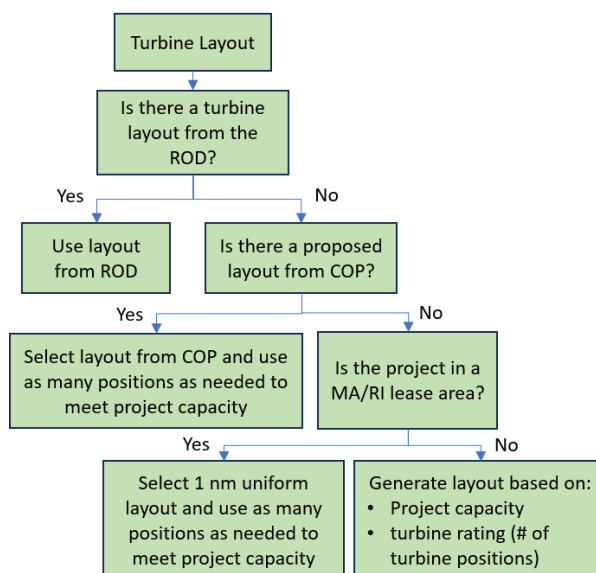 Turbine Layout
Is there a turbine
layout from the
ROD?
Yes
No
Use layout
from ROD
Is there a proposed
layout from COP?
Yes
No
Select layout from COP and use
as many positions as needed to
meet project capacity
Is the project in a
MA/RI lease area?
Yes
No
Select 1 nm uniform
layout and use as many
positions as needed to
meet project capacity
Generate layout based on:
• Project capacity
• turbine rating (# of
turbine positions)